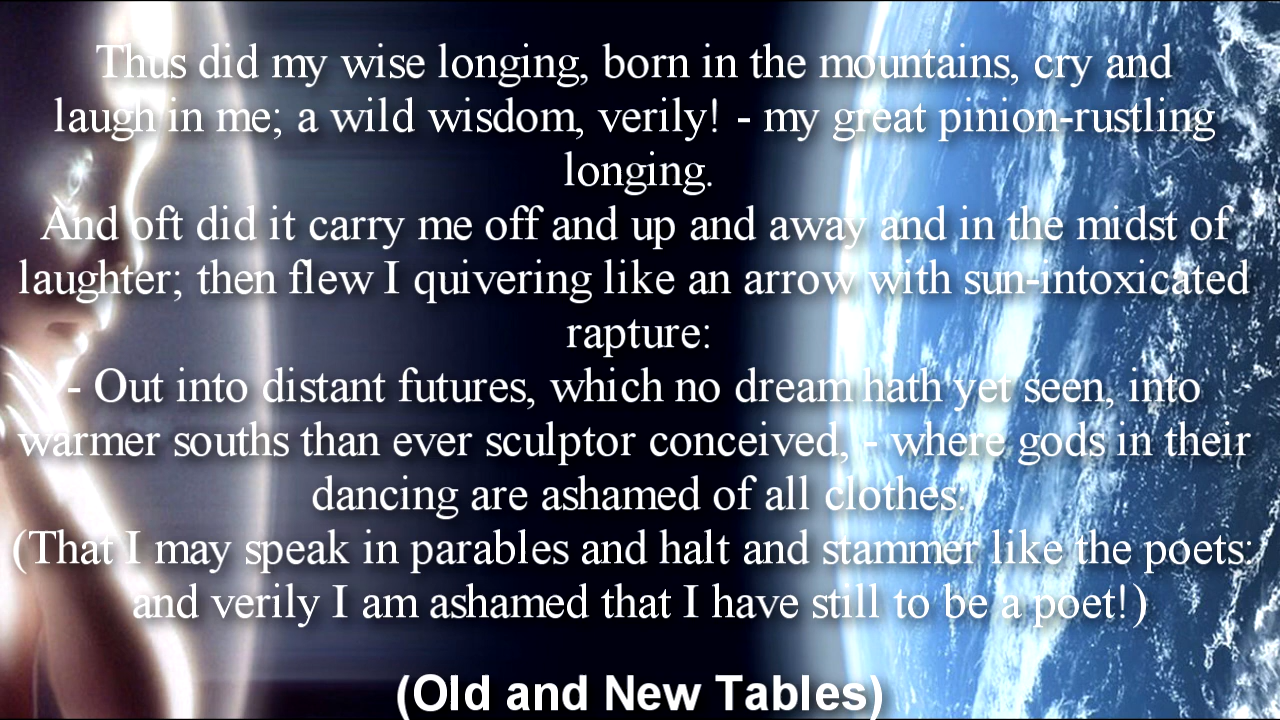 Thus did my wise longing, born in the mountains, cry and
laugh in me; a wild wisdom, verily! - my great pinion-rustling
longing.
And oft did it carry me off and up and away and in the midst of
laughter; then flew I quivering like an arrow with sun-intoxicated
rapture:
- Out into distant futures, which no dream hath yet seen, into
warmer souths than ever sculptor conceived, - where gods in their
dancing are ashamed of all clothes:
(That I may speak in parables and halt and stammer like the poets:
and verily I am ashamed that I have still to be a poet!)
(Old and New Tables)